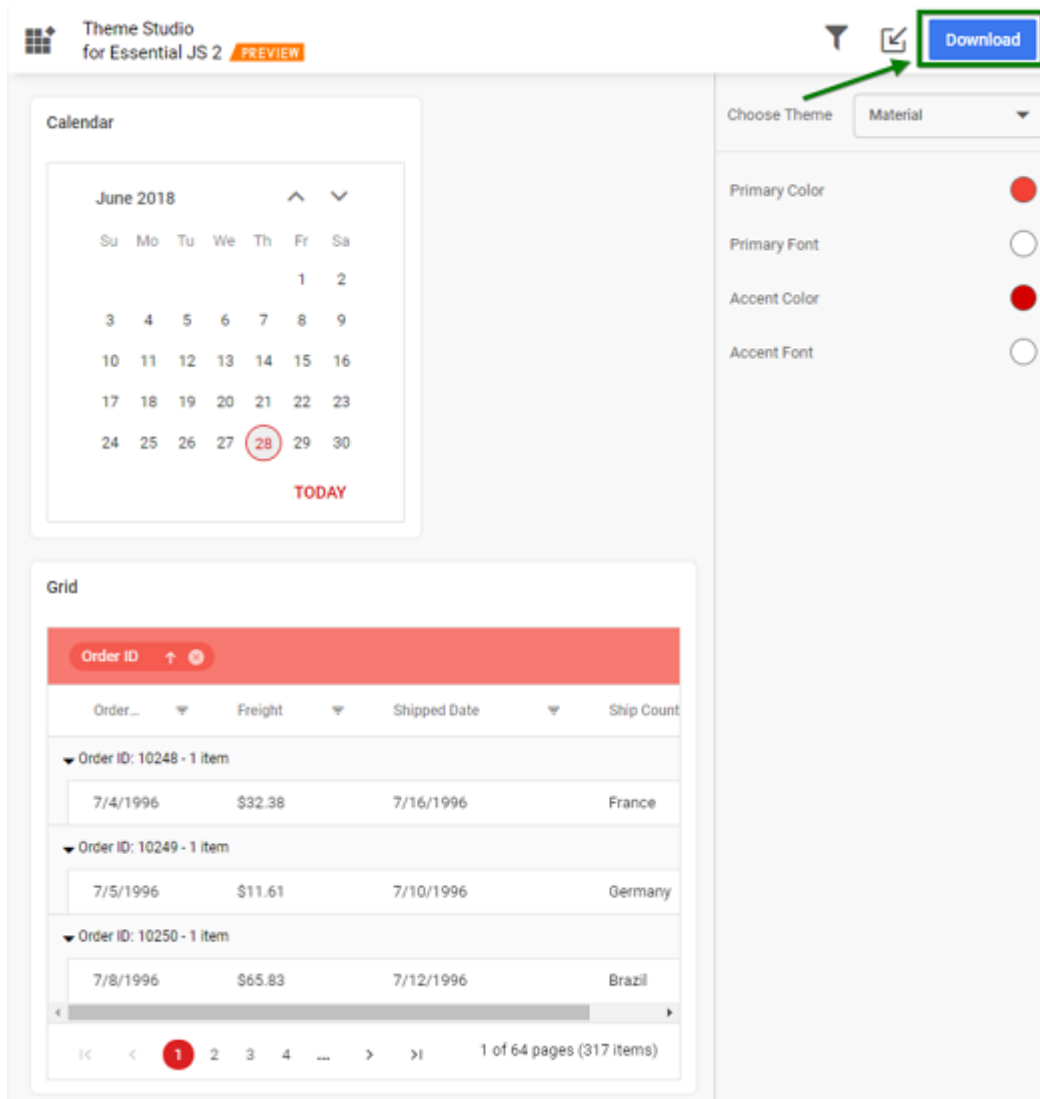 Theme Studio
for Essential JS 2 PREVIEW
Download
Choose Theme Material
Primary Color
Primary Font
Accent Color
Accent Font
Calendar
June 2018
Su Mo Tu We Th Fr Sa
1 2
3 4 5 6 7 8 9
10 11 12 13 14 15 16
17 18 19 20 21 22 23
24 25 26 27 28 29 30
TODAY
Grid
Order ID
Order... Freight Shipped Date Ship Count
Order ID: 10248 - 1 item
7/4/1996 $32.38 7/16/1996 France
Order ID: 10249 - 1 item
7/5/1996 $11.61 7/10/1996 Germany
Order ID: 10250 - 1 item
7/8/1996 $65.83 7/12/1996 Brazil
1 2 3 4 ... 1 of 64 pages (317 items)